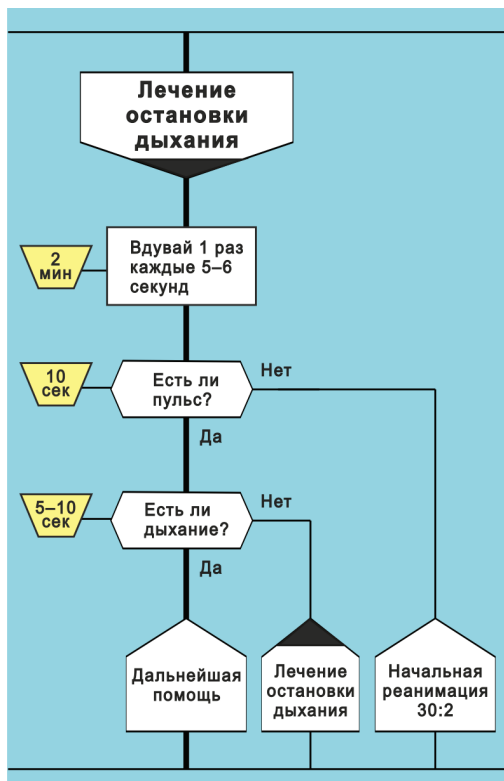 Лечение
остановки
дыхания
2
мин
Вдувай 1 раз
каждые 5–6
секунд
10
сек
Есть ли
пульс?
Нет
Да
5–10
сек
Есть ли
дыхание?
Нет
Да
Дальнейшая
помощь
Лечение
остановки
дыхания
Начальная
реанимация
30:2